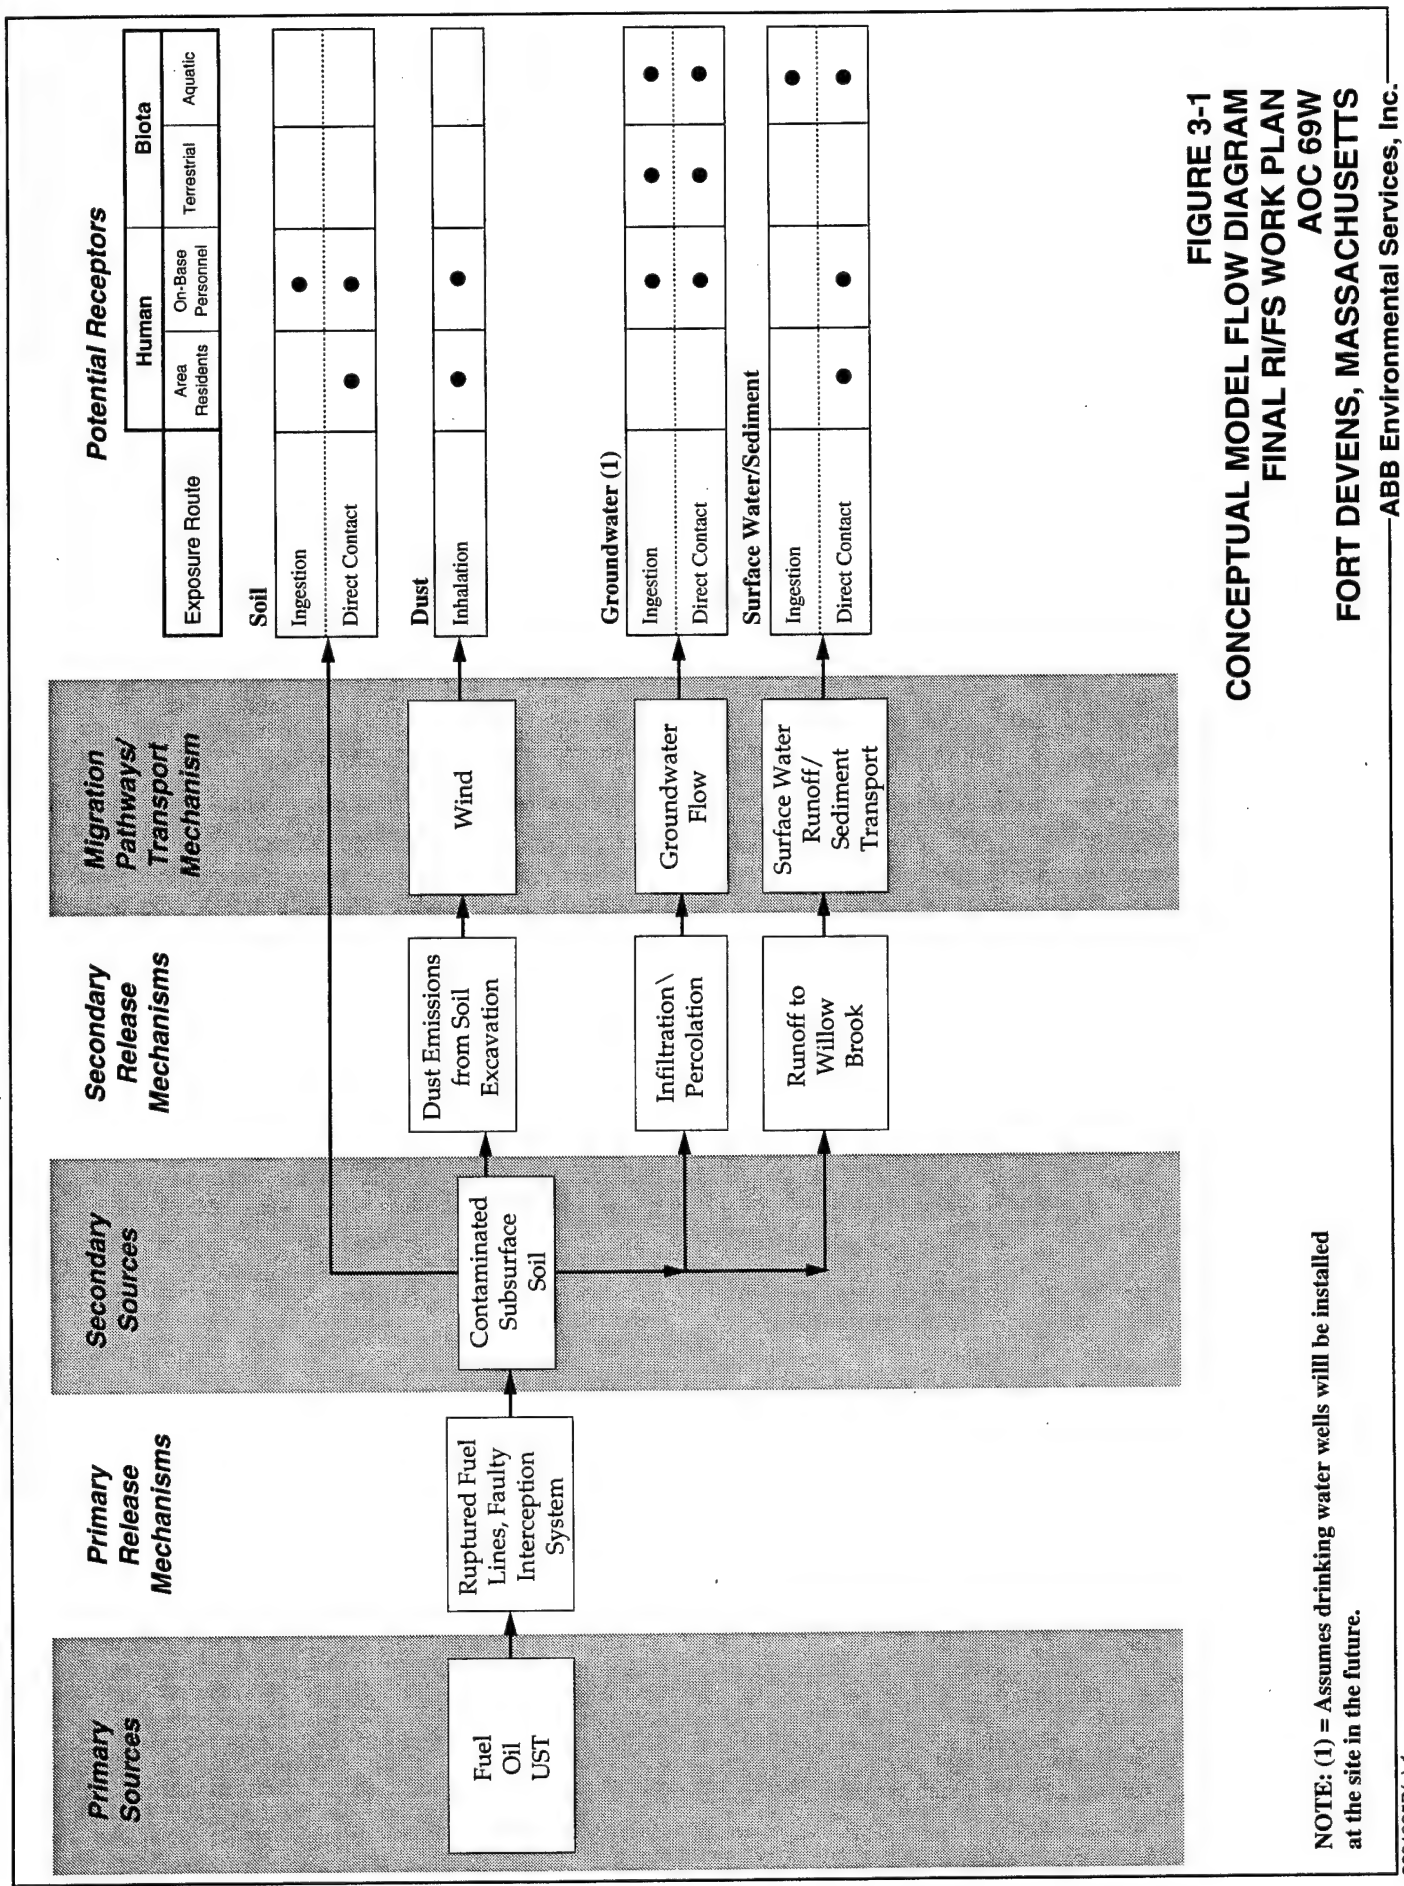 Primary
Sources
Primary
Release
Mechanisms
Secondary
Sources
Secondary
Release
Mechanisms
Migration
Pathways/
Transport
Mechanism
Potential Receptors
Exposure Route
Human
Biota
Area
Residents
On-Base
Personnel
Terrestrial
Aquatic
Fuel
Oil
UST
Ruptured Fuel
Lines, Faulty
Interception
System
Contaminated
Subsurface
Soil
Dust Emissions
from Soil
Excavation
Wind
Infiltration\
Percolation
Groundwater
Flow
Runoff to
Willow
Brook
Surface Water
Runoff/
Sediment
Transport
Soil
Ingestion
Direct Contact
Dust
Inhalation
Groundwater (1)
Ingestion
Direct Contact
Surface Water/Sediment
Ingestion
Direct Contact
NOTE: (1) = Assumes drinking water wells willl be installed
at the site in the future.
FIGURE 3-1
CONCEPTUAL MODEL FLOW DIAGRAM
FINAL RI/FS WORK PLAN
AOC 69W
FORT DEVENS, MASSACHUSETTS
ABB Environmental Services, Inc.